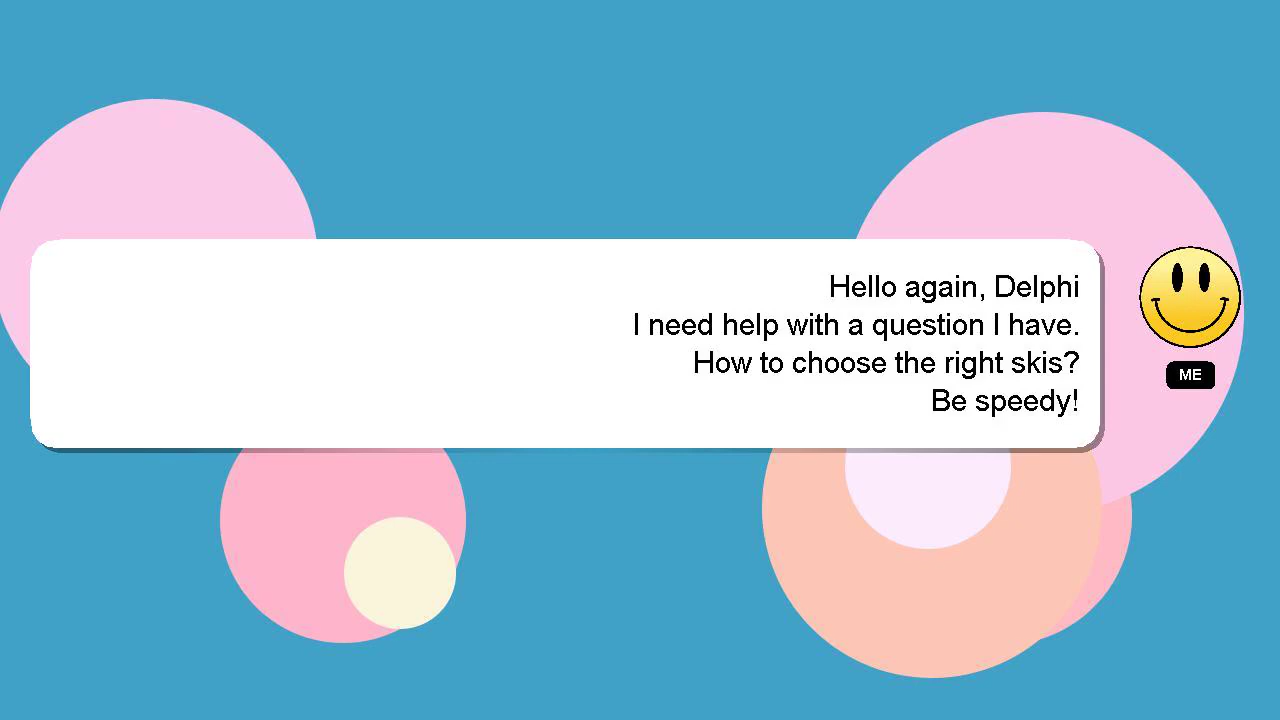 Hello again, Delphi
I need help with a question I have.
How to choose the right skis?
Be speedy!
ME